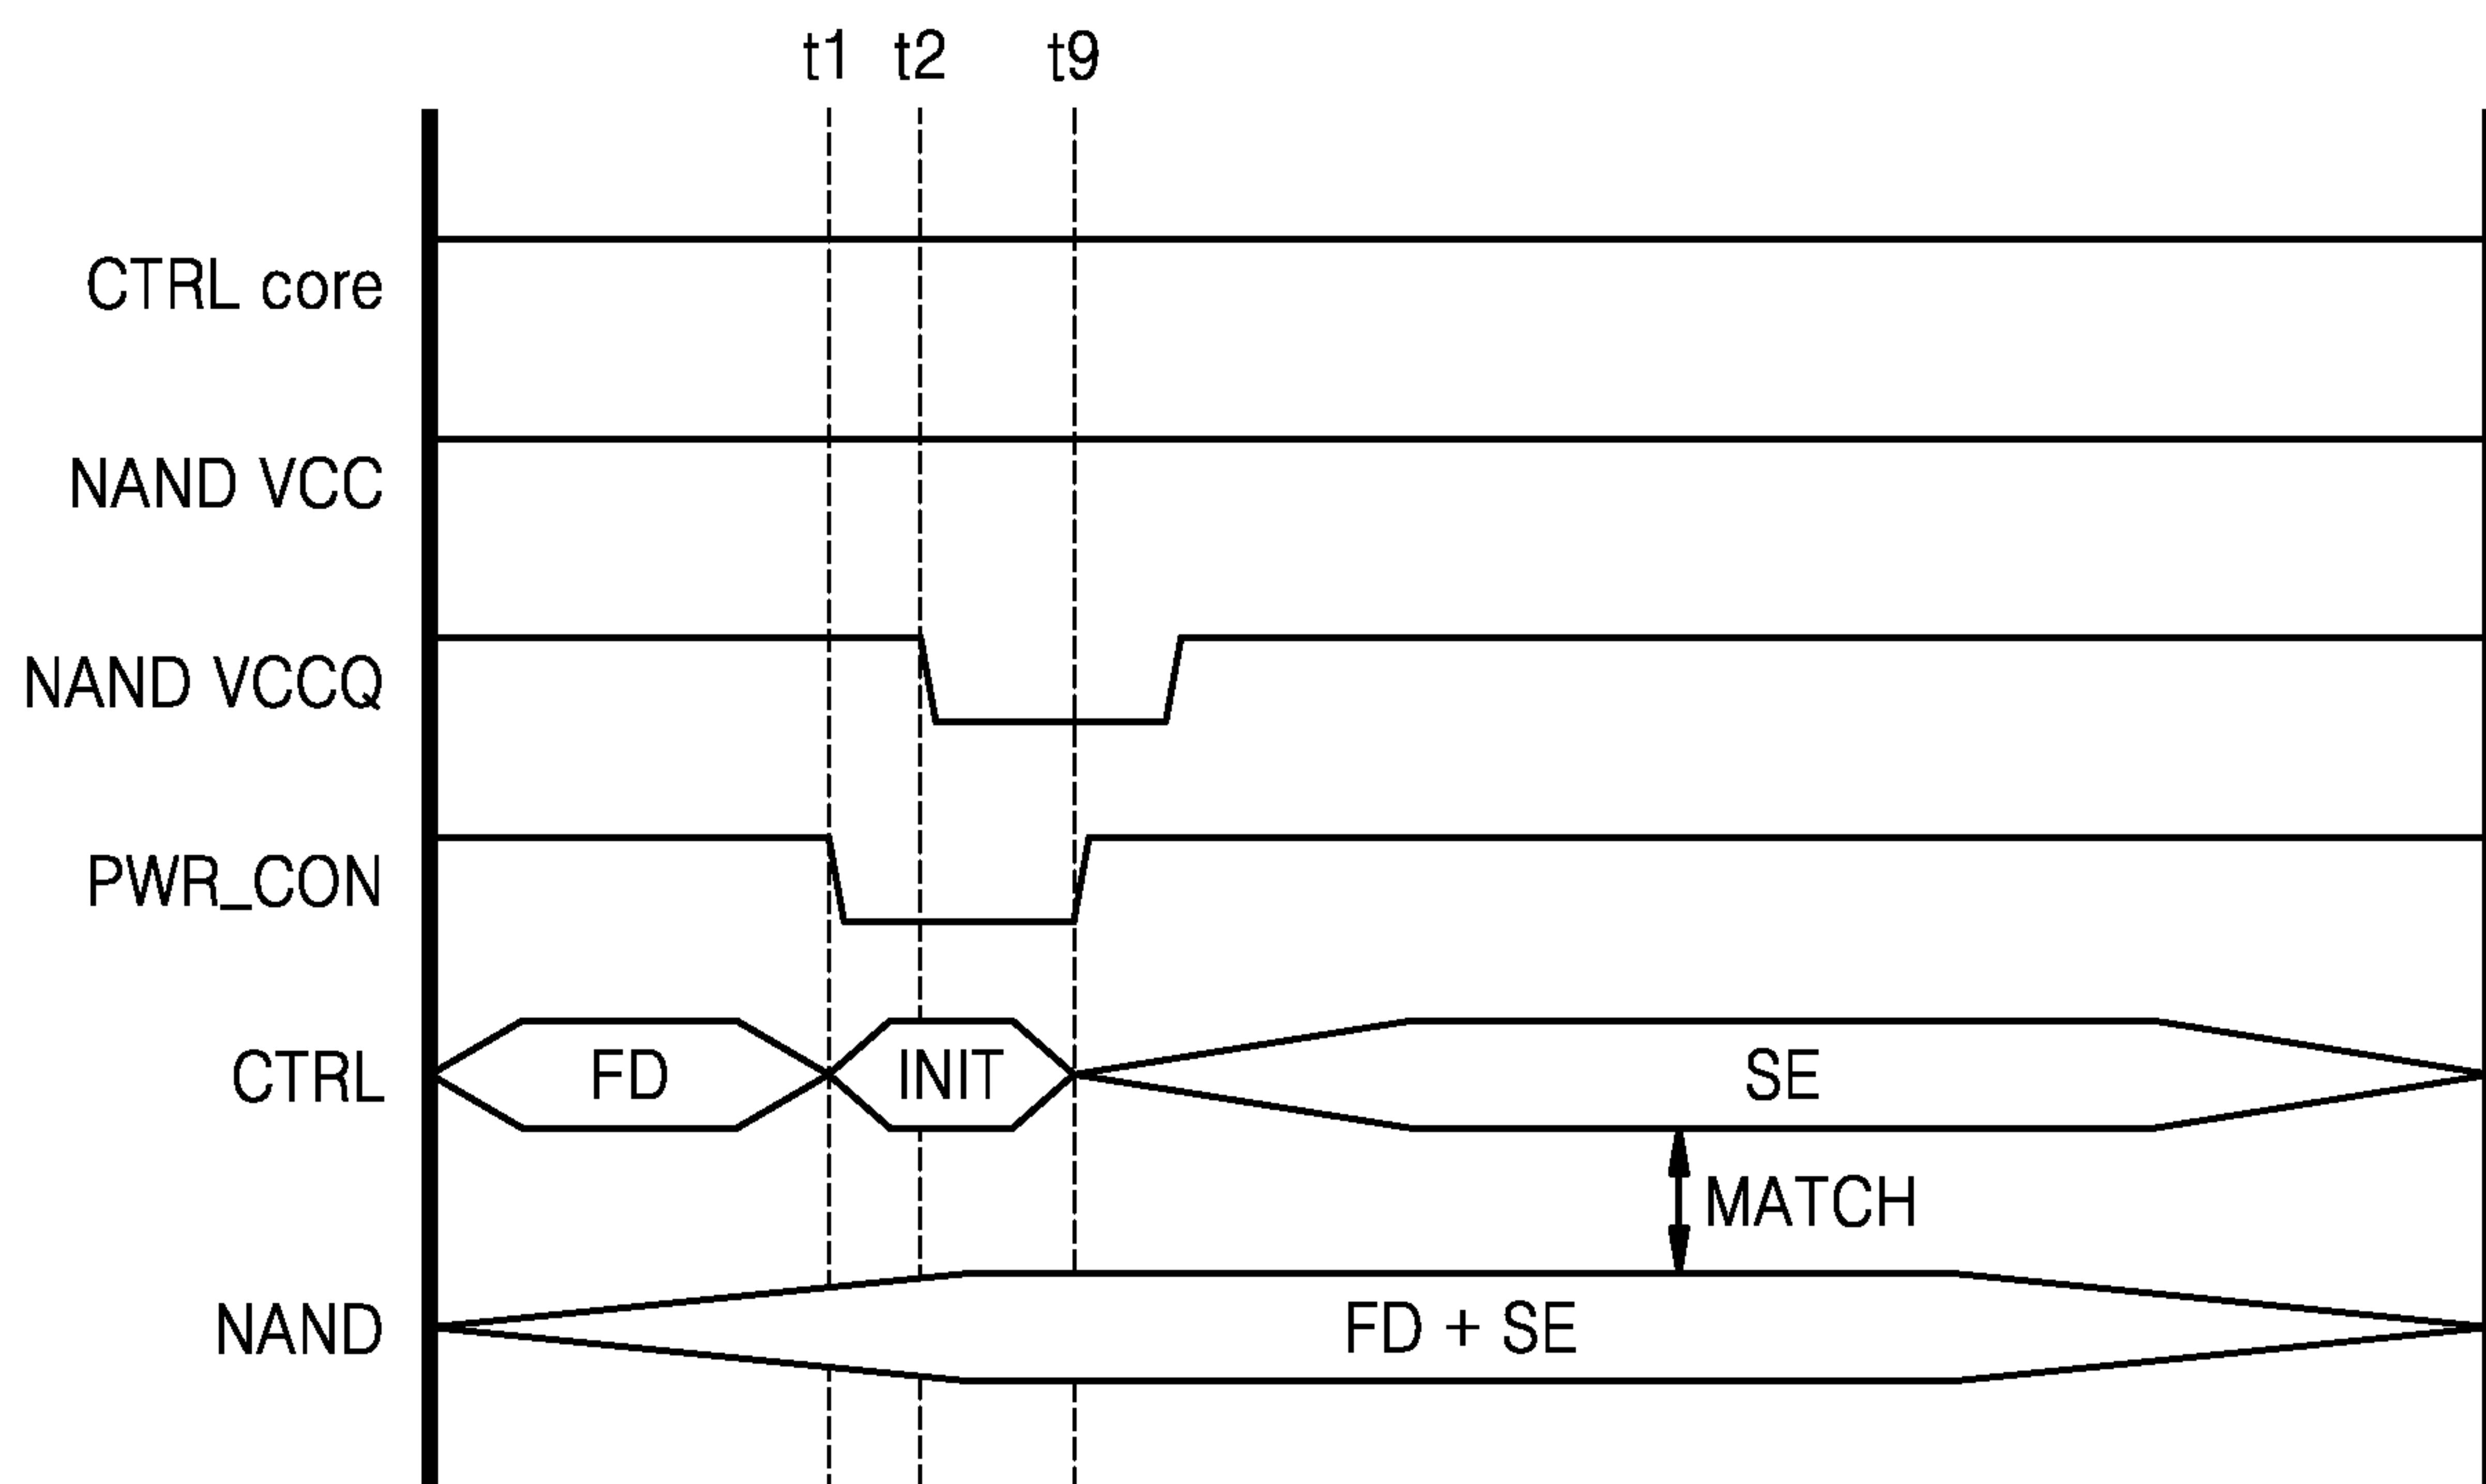 t1 t2 t9
CTRL core
NAND VCC
NAND VCCQ
PWR_CON
CTRL FD INIT SE
MATCH
NAND FD + SE